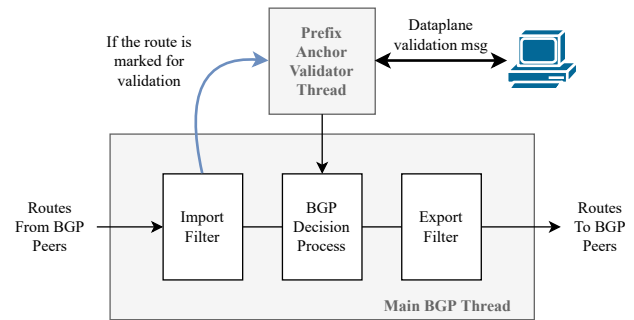 If the route is
marked for
validation
Prefix
Anchor
Validator
Thread
Dataplane
validation msg
Routes
From BGP
Peers
Import
Filter
BGP
Decision
Process
Export
Filter
Routes
To BGP
Peers
Main BGP Thread